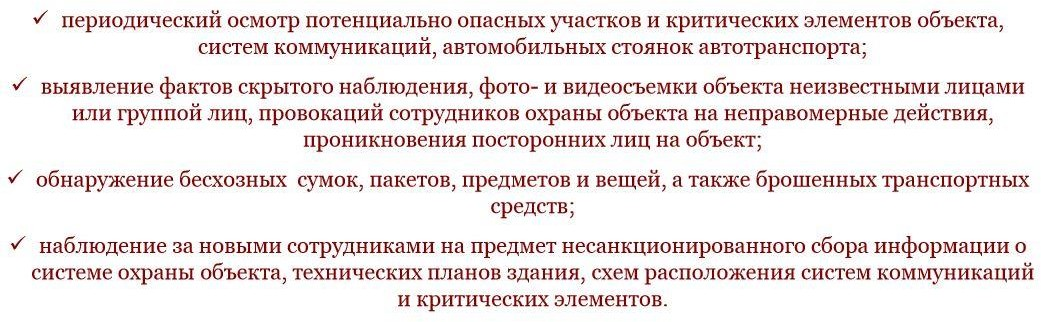 ✓ периодический осмотр потенциально опасных участков и критических элементов объекта,
систем коммуникаций, автомобильных стоянок автотранспорта;
✓ выявление фактов скрытого наблюдения, фото- и видеосъемки объекта неизвестными лицами
или группой лиц, провокаций сотрудников охраны объекта на неправомерные действия,
проникновения посторонних лиц на объект;
✓ обнаружение бесхозных сумок, пакетов, предметов и вещей, а также брошенных транспортных
средств;
✓ наблюдение за новыми сотрудниками на предмет несанкционированного сбора информации о
системе охраны объекта, технических планов здания, схем расположения систем коммуникаций
и критических элементов.